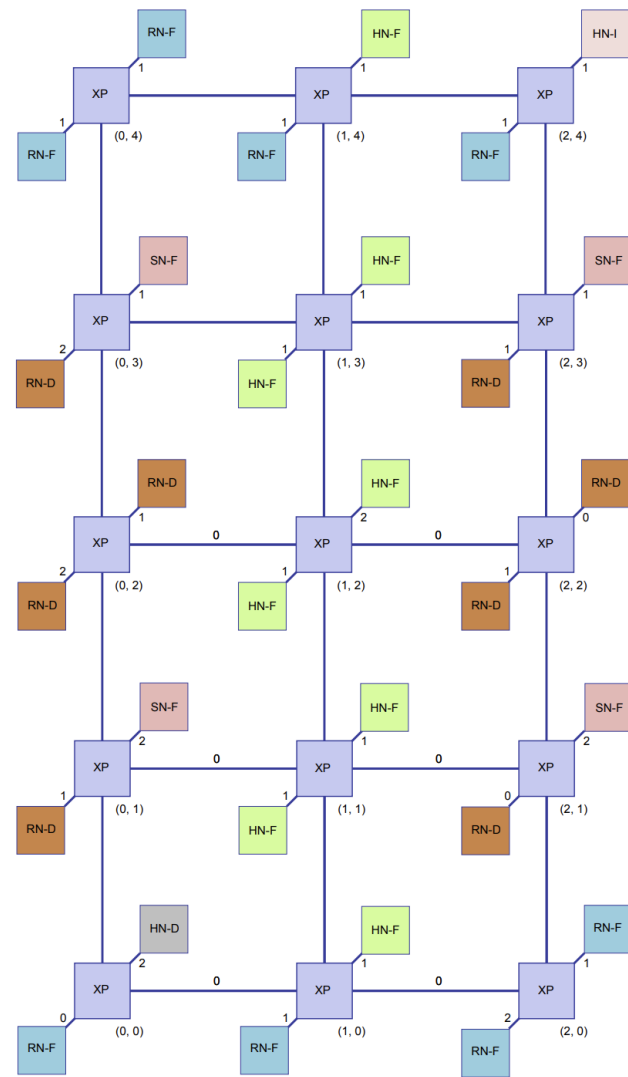 RN-F HN-F HN-I
1 1 1
XP XP XP
1 1 1
(0, 4) (1, 4) (2, 4)
RN-F RN-F RN-F
SN-F HN-F SN-F
1 1 1
XP XP XP
2 1 1
(0, 3) (1, 3) (2, 3)
RN-D HN-F RN-D
RN-D HN-F RN-D
1 2 0
0 0
XP XP XP
2 1 1
(0, 2) (1, 2) (2, 2)
RN-D HN-F RN-D
SN-F HN-F SN-F
2 1 2
0 0
XP XP XP
1 1 0
(0, 1) (1, 1) (2, 1)
RN-D HN-F RN-D
HN-D HN-F RN-F
2 1 1
0 0
XP XP XP
0 1 2
(0, 0) (1, 0) (2, 0)
RN-F RN-F RN-F